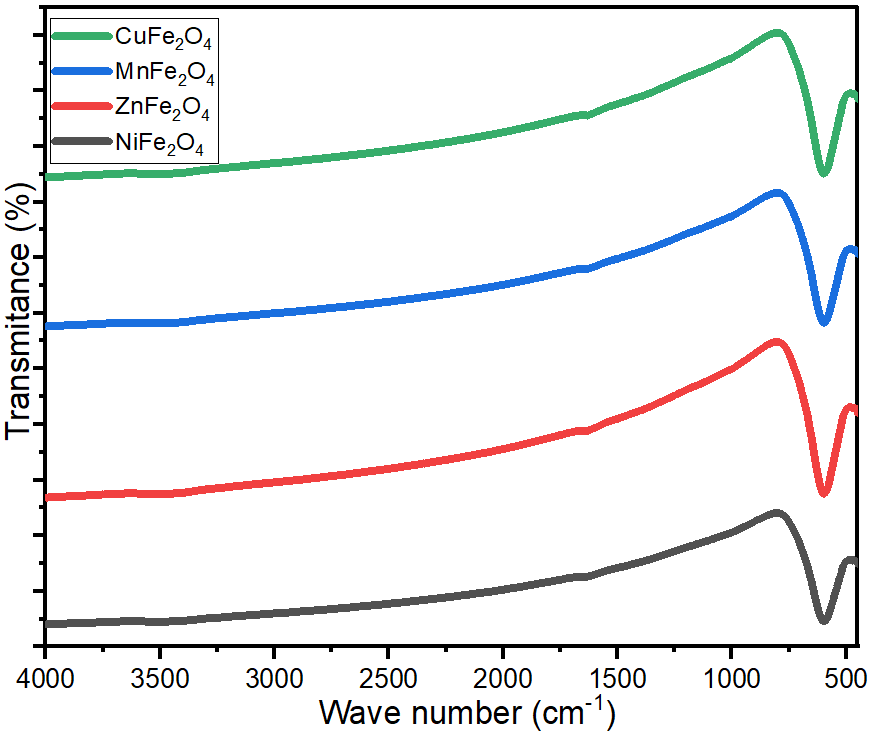 CuFe₂O₄
MnFe₂O₄
ZnFe₂O₄
NiFe₂O₄
Transmitance (%)
4000 3500 3000 2500 2000 1500 1000 500
Wave number (cm⁻¹)